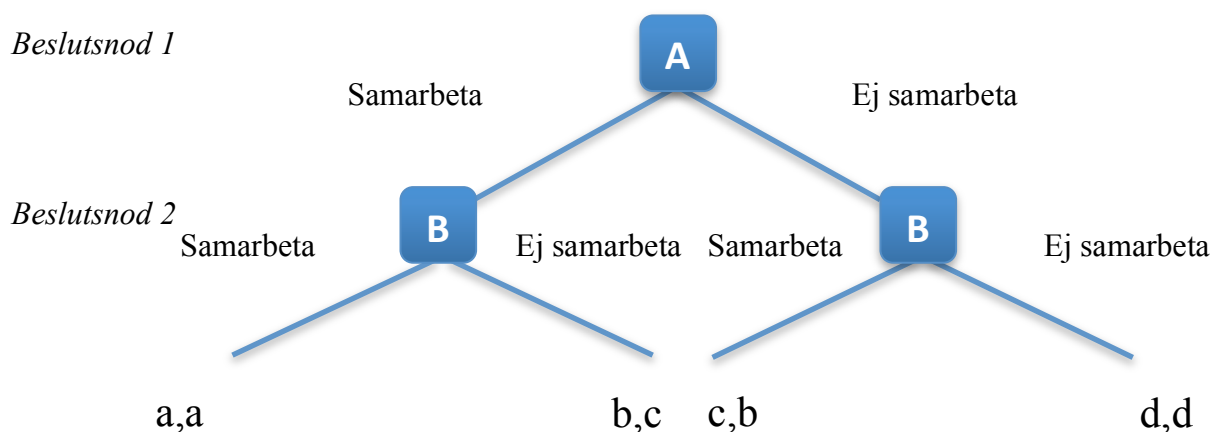 Beslutsnod 1
A
Samarbeta Ej samarbeta
Beslutsnod 2
B B
Samarbeta Ej samarbeta Samarbeta Ej samarbeta
a,a b,c c,b d,d